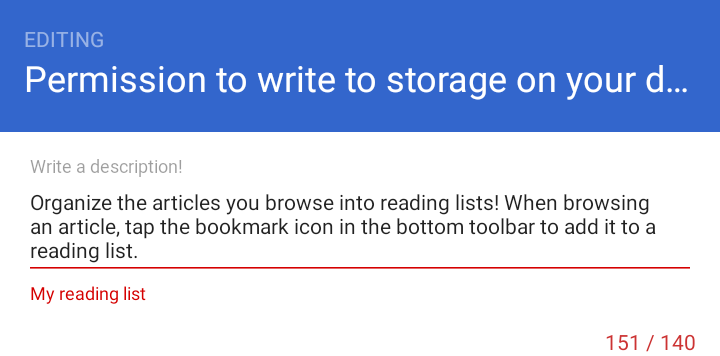 EDITING
Permission to write to storage on your d...
Write a description!
Organize the articles you browse into reading lists! When browsing
an article, tap the bookmark icon in the bottom toolbar to add it to a
reading list.
My reading list
151 / 140